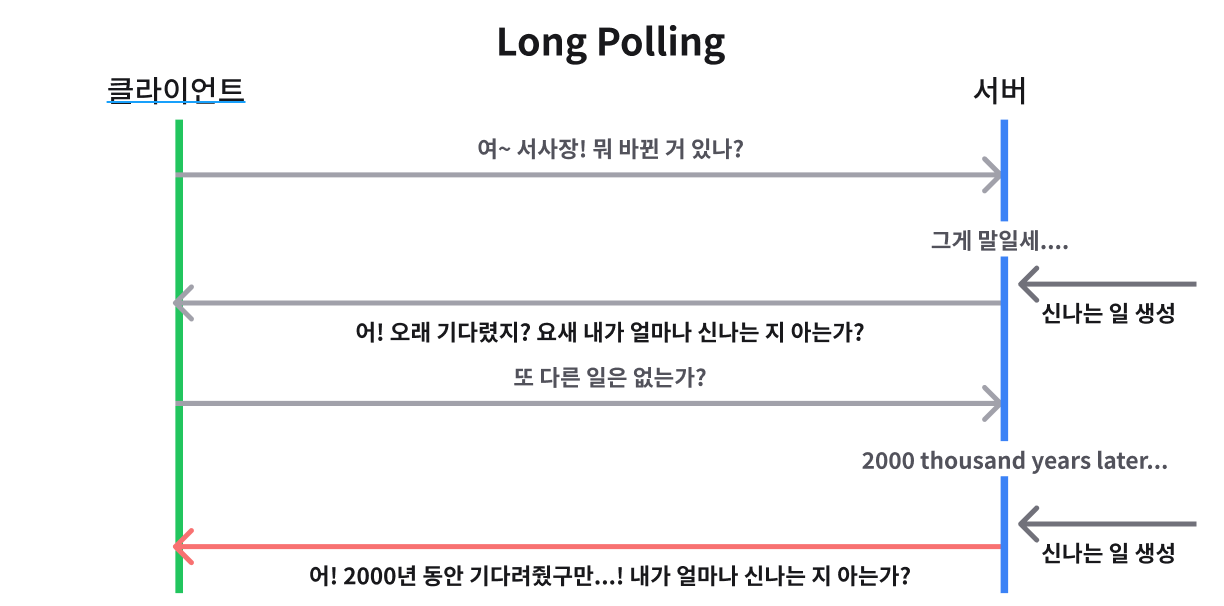 Long Polling
클라이언트
서버
여~ 서사장! 뭐 바뀐 거 있나?
그게 말일세....
신나는 일 생성
어! 오래 기다렸지? 요새 내가 얼마나 신나는 지 아는가?
또 다른 일은 없는가?
2000 thousand years later...
신나는 일 생성
어! 2000년 동안 기다려줬구만...! 내가 얼마나 신나는 지 아는가?